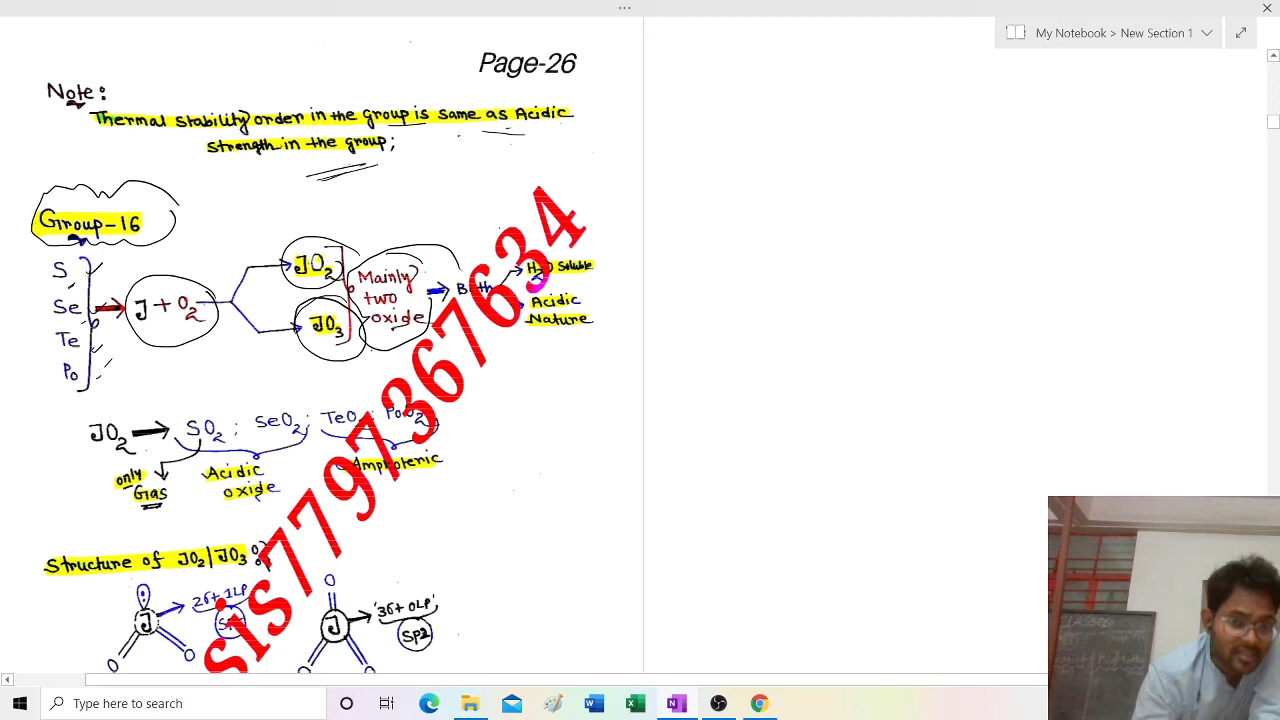 My Notebook > New Section 1
Page-26
Note:
Thermal stability order in the group is same as Acidic
strength in the group;
Group-16
S
Se
Te
Po
J + O2
JO2
JO3
Mainly
two
oxide
Both
H2O Soluble
Acidic
Nature
JO2 → SO2 ; SeO2 ; TeO2 ; PoO2
only
Gas
Acidic
oxide
Amphoteric
Structure of JO2/JO3 :
J
O
O
2σ + 1LP
O
J
O
O
'3σ + 0LP'
SP2
sis7797367634
Type here to search